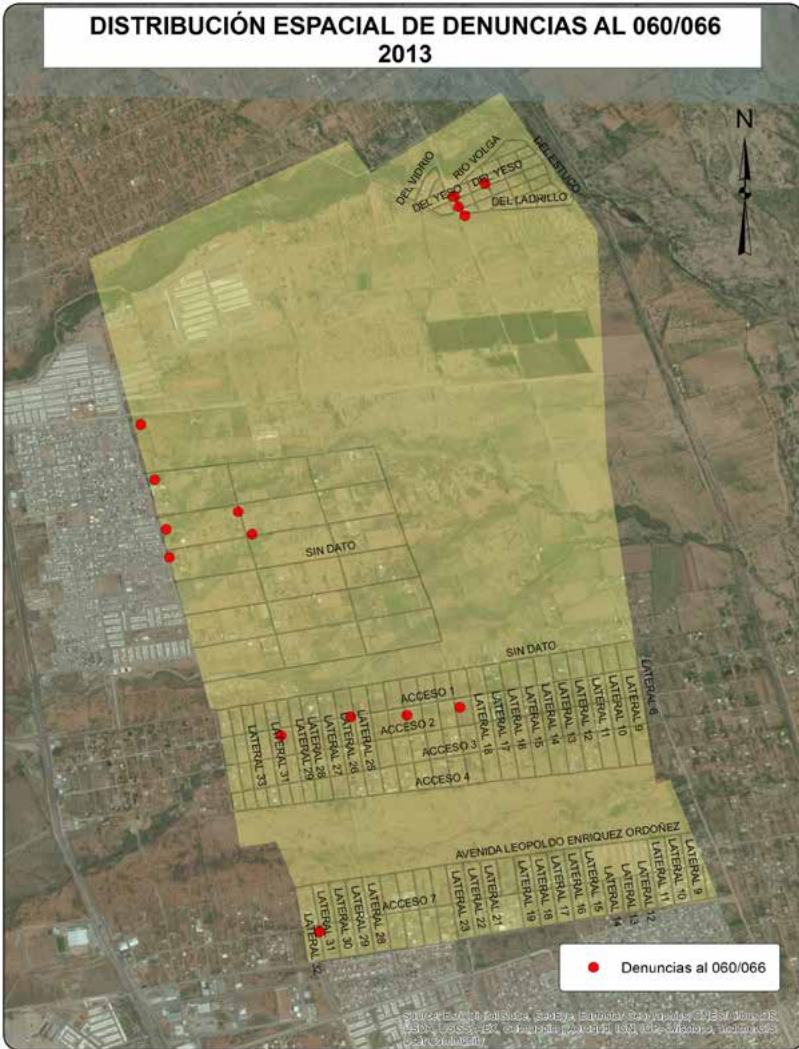 DISTRIBUCIÓN ESPACIAL DE DENUNCIAS AL 060/066
2013
N
DEL VIDRIO
RIO VOLGA
DEL ESTUCO
DEL YESO
DEL YESO
DEL LADRILLO
SIN DATO
SIN DATO
LATERAL 6
ACCESO 1
ACCESO 2
ACCESO 3
ACCESO 4
LATERAL 33
LATERAL 31
LATERAL 29
LATERAL 28
LATERAL 27
LATERAL 26
LATERAL 25
LATERAL 18
LATERAL 17
LATERAL 16
LATERAL 15
LATERAL 14
LATERAL 13
LATERAL 12
LATERAL 11
LATERAL 10
LATERAL 9
AVENIDA LEOPOLDO ENRIQUEZ ORDOÑEZ
ACCESO 7
LATERAL 32
LATERAL 31
LATERAL 30
LATERAL 29
LATERAL 28
LATERAL 23
LATERAL 22
LATERAL 21
LATERAL 19
LATERAL 18
LATERAL 17
LATERAL 16
LATERAL 15
LATERAL 14
LATERAL 13
LATERAL 12
LATERAL 11
LATERAL 10
LATERAL 9
Denuncias al 060/066
User Community